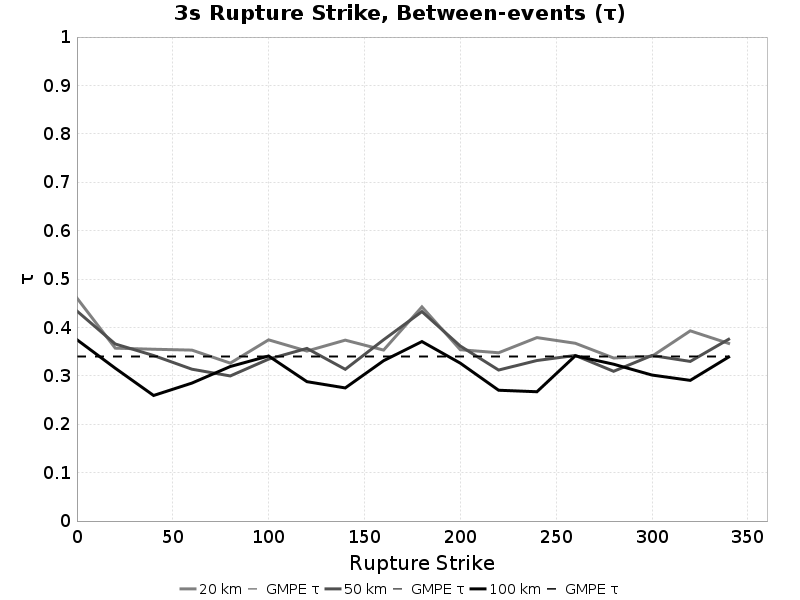 3s Rupture Strike, Between-events (τ)
1
0.9
0.8
0.7
0.6
0.5
0.4
0.3
0.2
0.1
0
τ
0 50 100 150 200 250 300 350
Rupture Strike
20 km GMPE τ 50 km GMPE τ 100 km GMPE τ